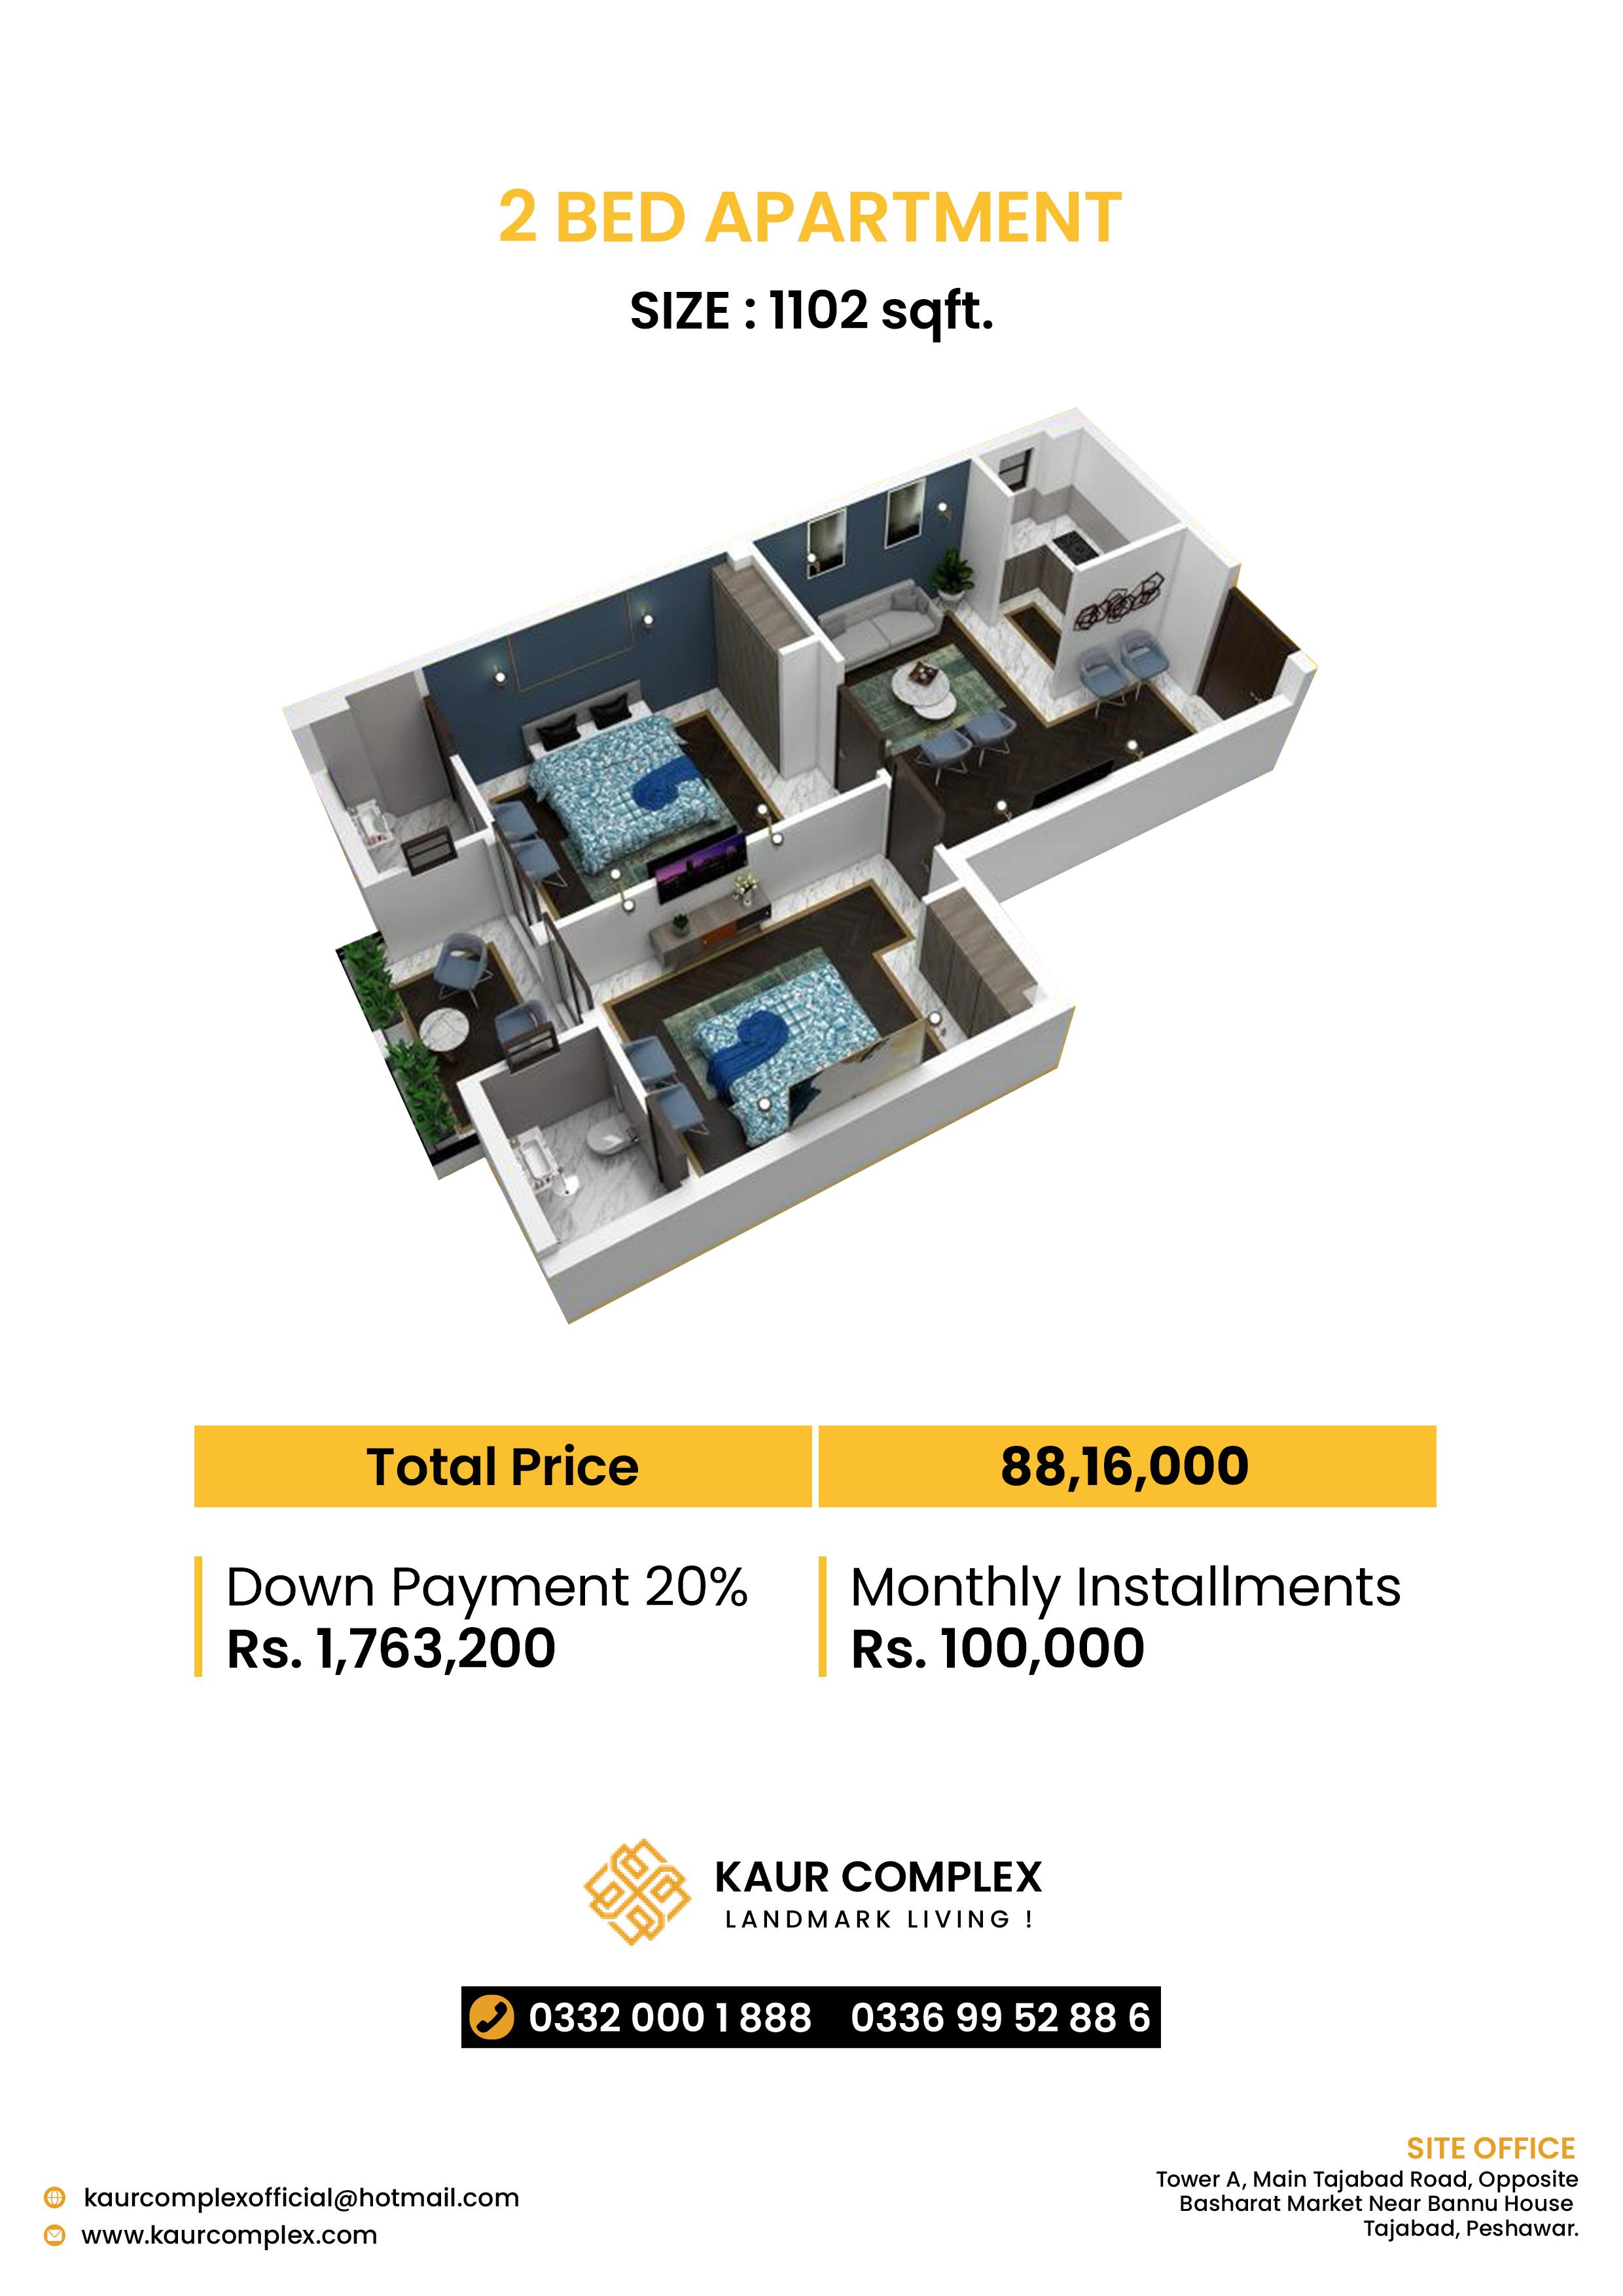 2 BED APARTMENT
SIZE : 1102 sqft.
Total Price
88,16,000
Down Payment 20%
Rs. 1,763,200
Monthly Installments
Rs. 100,000
KAUR COMPLEX
LANDMARK LIVING !
0332 000 1 888 0336 99 52 88 6
kaurcomplexofficial@hotmail.com
www.kaurcomplex.com
SITE OFFICE
Tower A, Main Tajabad Road, Opposite
Basharat Market Near Bannu House
Tajabad, Peshawar.